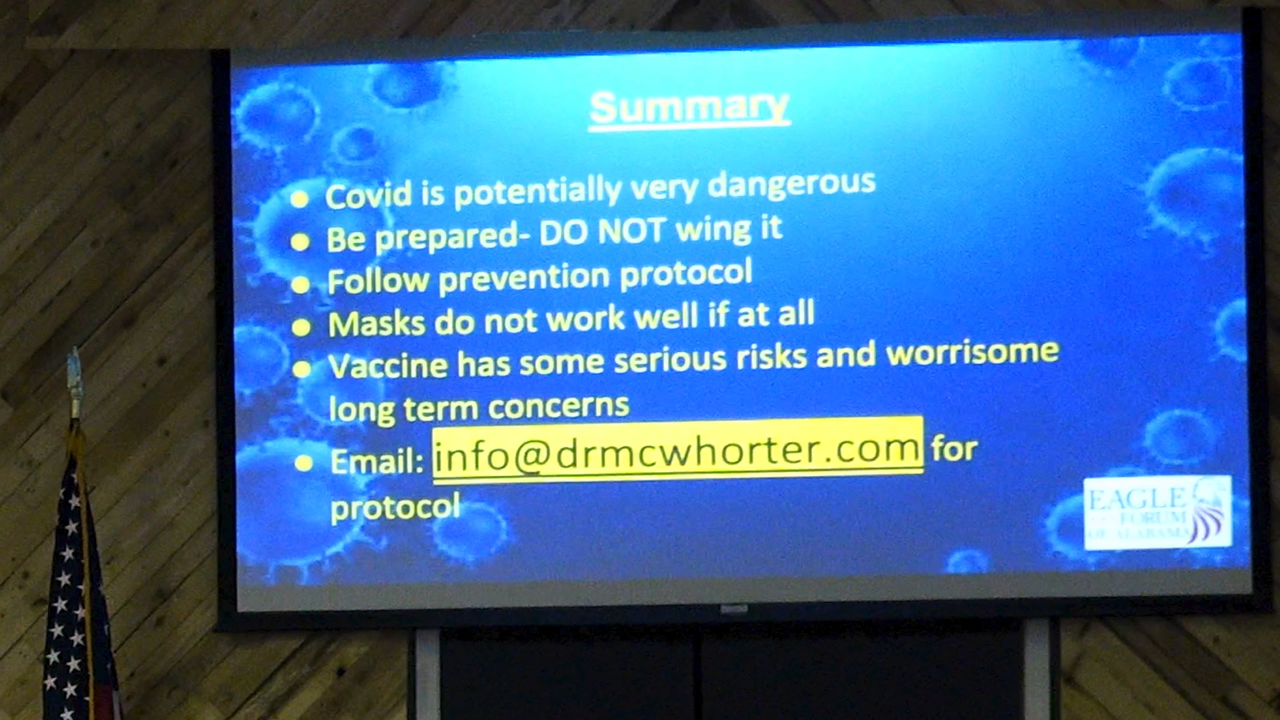 Summary
• Covid is potentially very dangerous
• Be prepared- DO NOT wing it
• Follow prevention protocol
• Masks do not work well if at all
• Vaccine has some serious risks and worrisome
long term concerns
• Email: info@drmcwhorter.com for
protocol
EAGLE
FORUM
OF ALABAMA